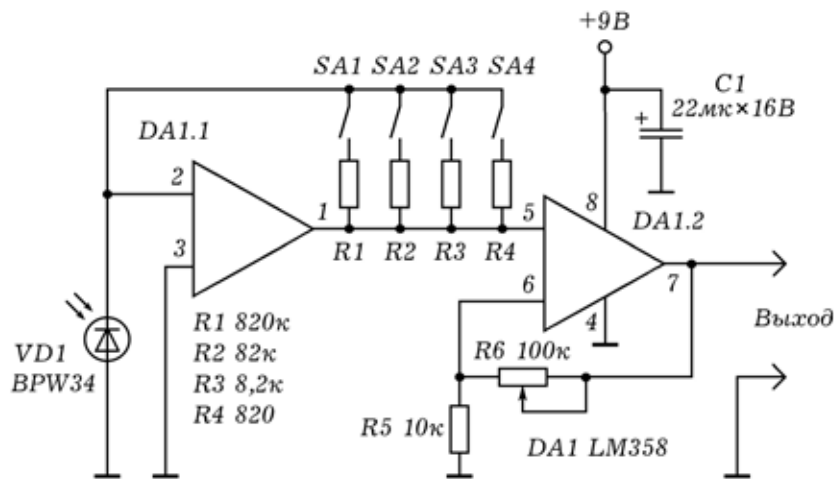 +9В
SA1 SA2 SA3 SA4
C1
22мк×16В
+
DA1.1
2
3
1
R1 R2 R3 R4
5
6
8
4
7
DA1.2
R1 820к
R2 82к
R3 8,2к
R4 820
VD1
BPW34
R6 100к
R5 10к
Выход
DA1 LM358